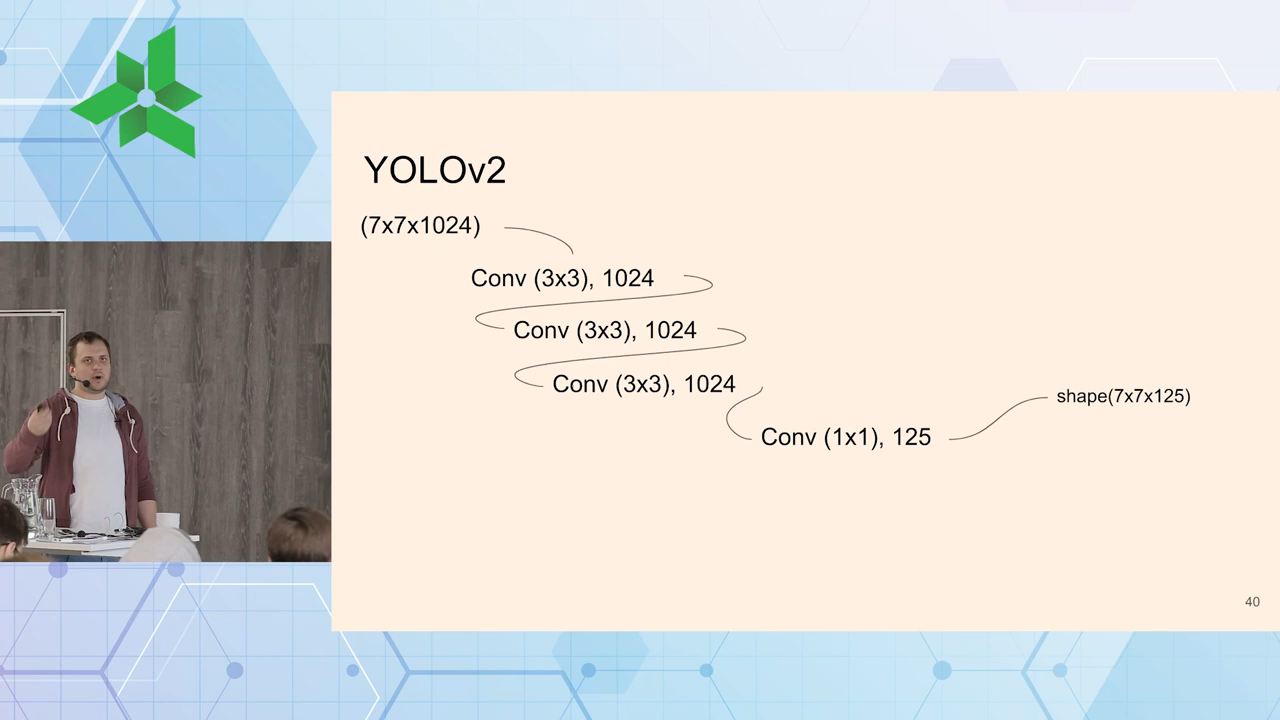 YOLOv2
(7x7x1024)
Conv (3x3), 1024
Conv (3x3), 1024
Conv (3x3), 1024
shape(7x7x125)
Conv (1x1), 125
40